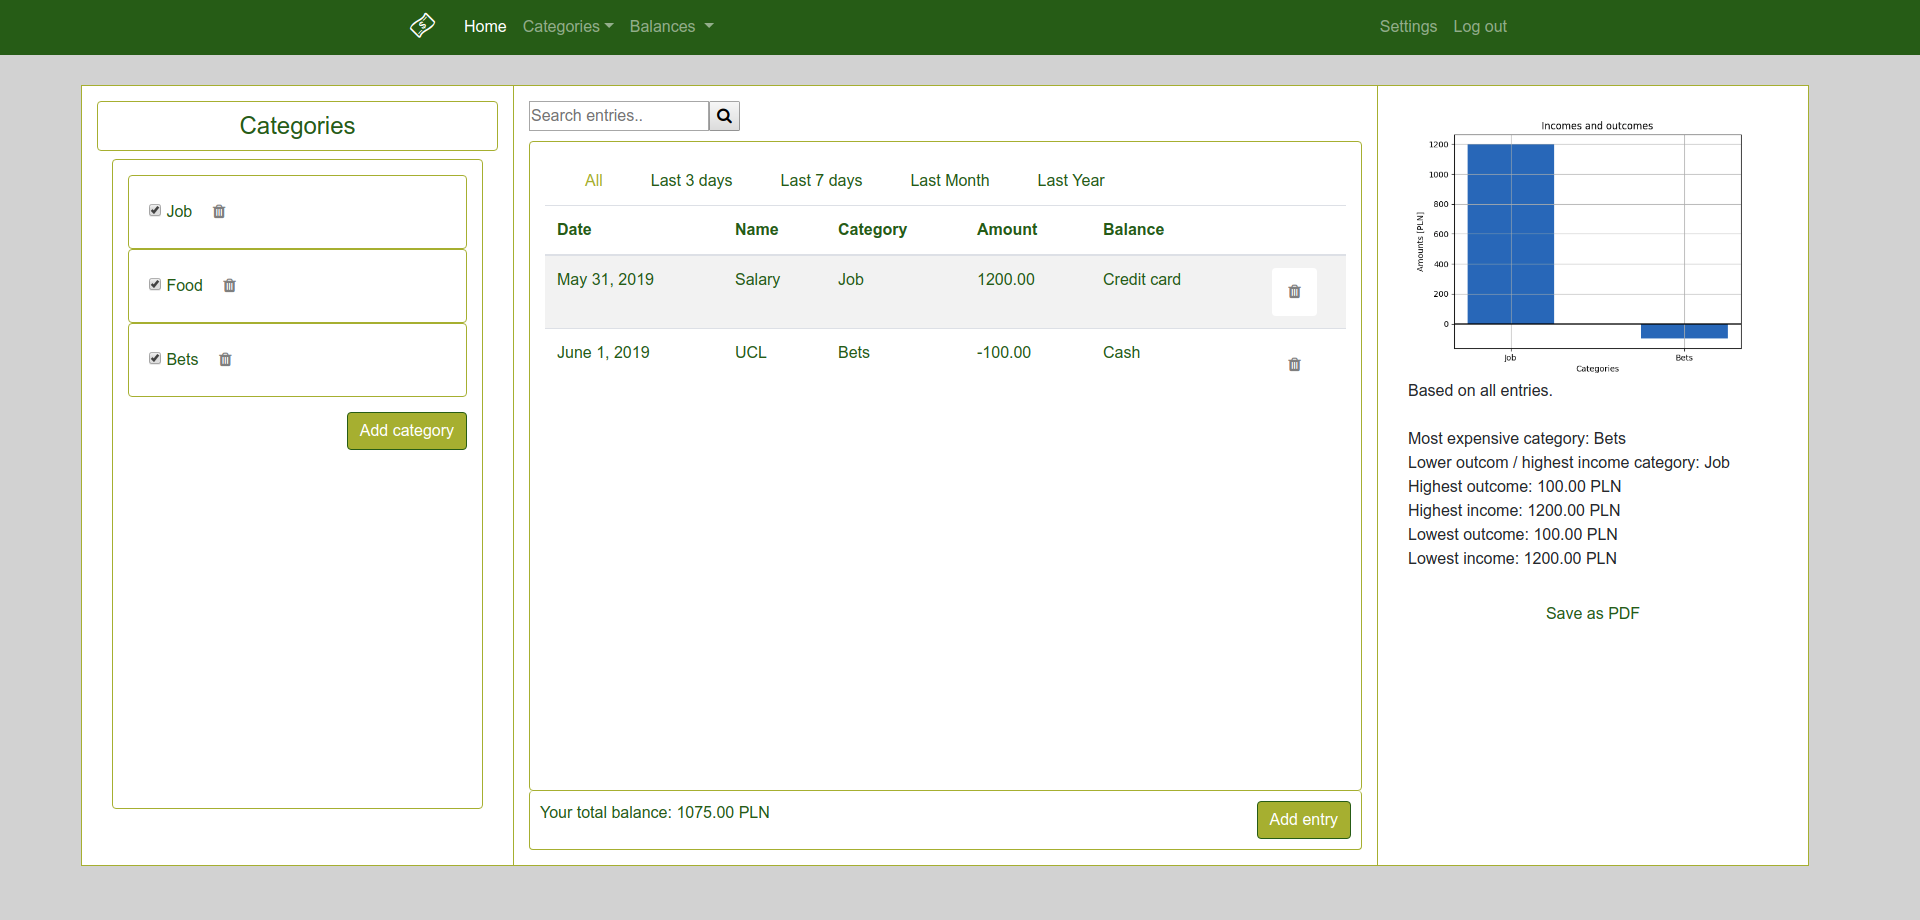 Home Categories Balances Settings Log out
Categories
Job
Food
Bets
Add category
Search entries..
All Last 3 days Last 7 days Last Month Last Year
Date Name Category Amount Balance
May 31, 2019 Salary Job 1200.00 Credit card
June 1, 2019 UCL Bets -100.00 Cash
Your total balance: 1075.00 PLN
Add entry
Incomes and outcomes
1200
1000
800
600
400
200
0
Amounts [PLN]
Job Bets
Categories
Based on all entries.
Most expensive category: Bets
Lower outcom / highest income category: Job
Highest outcome: 100.00 PLN
Highest income: 1200.00 PLN
Lowest outcome: 100.00 PLN
Lowest income: 1200.00 PLN
Save as PDF